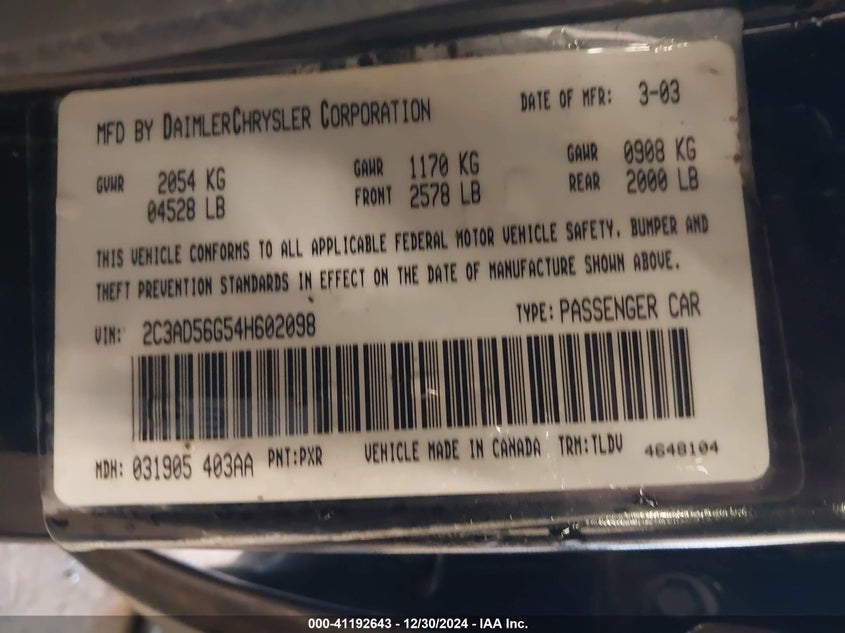 MFD BY DAIMLERCHRYSLER CORPORATION DATE OF MFR: 3-03
GVWR 2054 KG GAWR 1170 KG GAWR 0908 KG
04528 LB FRONT 2578 LB REAR 2000 LB
THIS VEHICLE CONFORMS TO ALL APPLICABLE FEDERAL MOTOR VEHICLE SAFETY, BUMPER AND
THEFT PREVENTION STANDARDS IN EFFECT ON THE DATE OF MANUFACTURE SHOWN ABOVE.
VIN: 2C3AD56G54H602098 TYPE: PASSENGER CAR
MDH: 031905 403AA PNT:PXR VEHICLE MADE IN CANADA TRM:TLDV 4648104
000-41192643 - 12/30/2024 - IAA Inc.